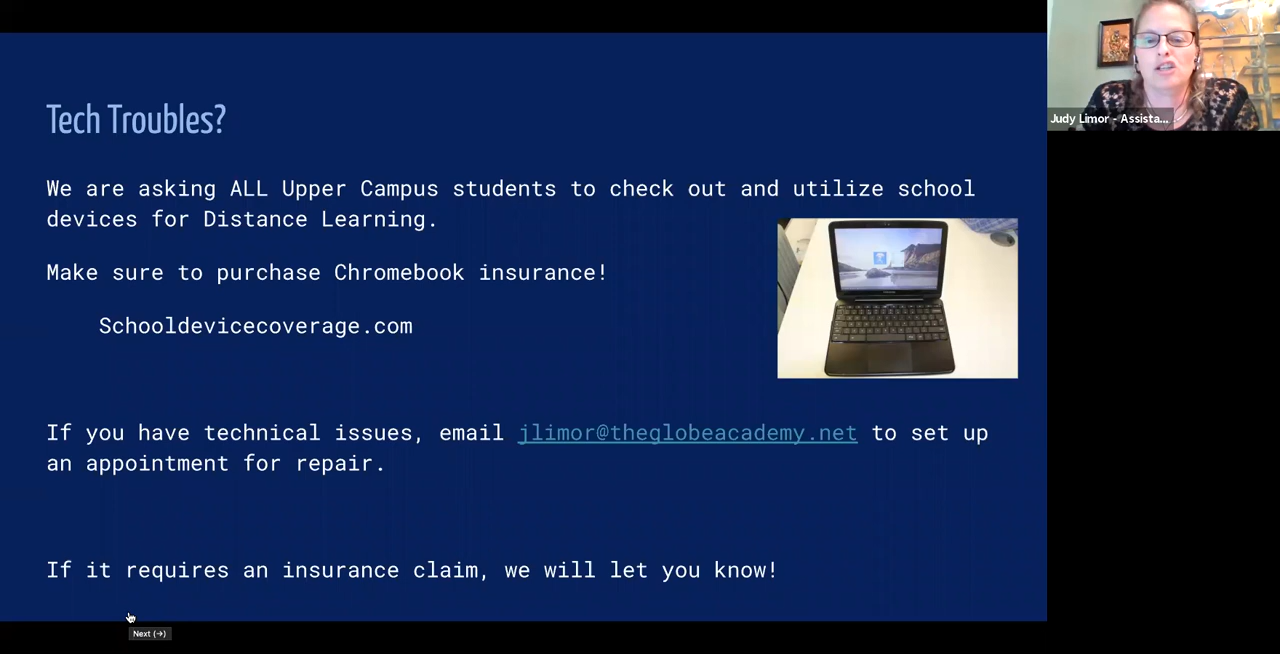 Tech Troubles?
We are asking ALL Upper Campus students to check out and utilize school
devices for Distance Learning.
Make sure to purchase Chromebook insurance!
Schooldevicecoverage.com
If you have technical issues, email jlimor@theglobeacademy.net to set up
an appointment for repair.
If it requires an insurance claim, we will let you know!
Next (→)
Judy Limor - Assista...